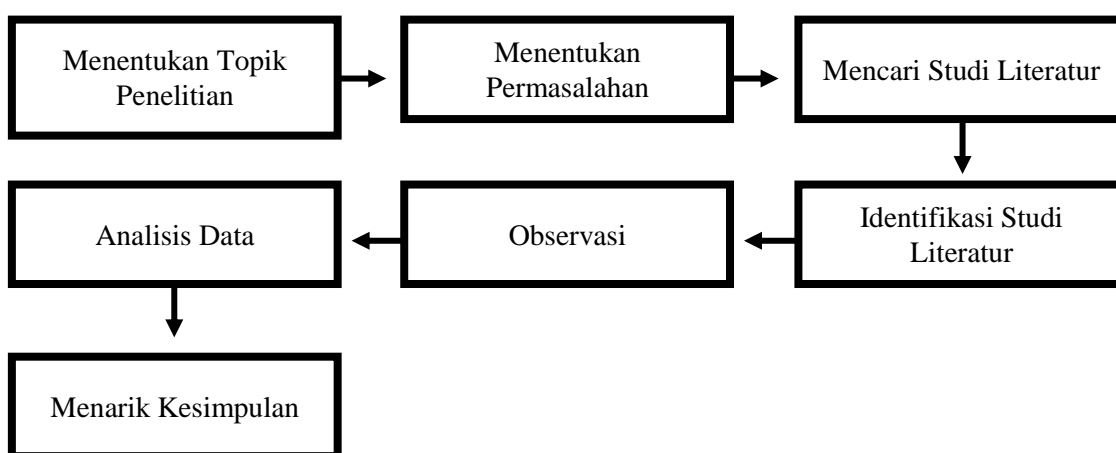 Menentukan Topik
Penelitian
Menentukan
Permasalahan
Mencari Studi Literatur
Identifikasi Studi
Literatur
Observasi
Analisis Data
Menarik Kesimpulan